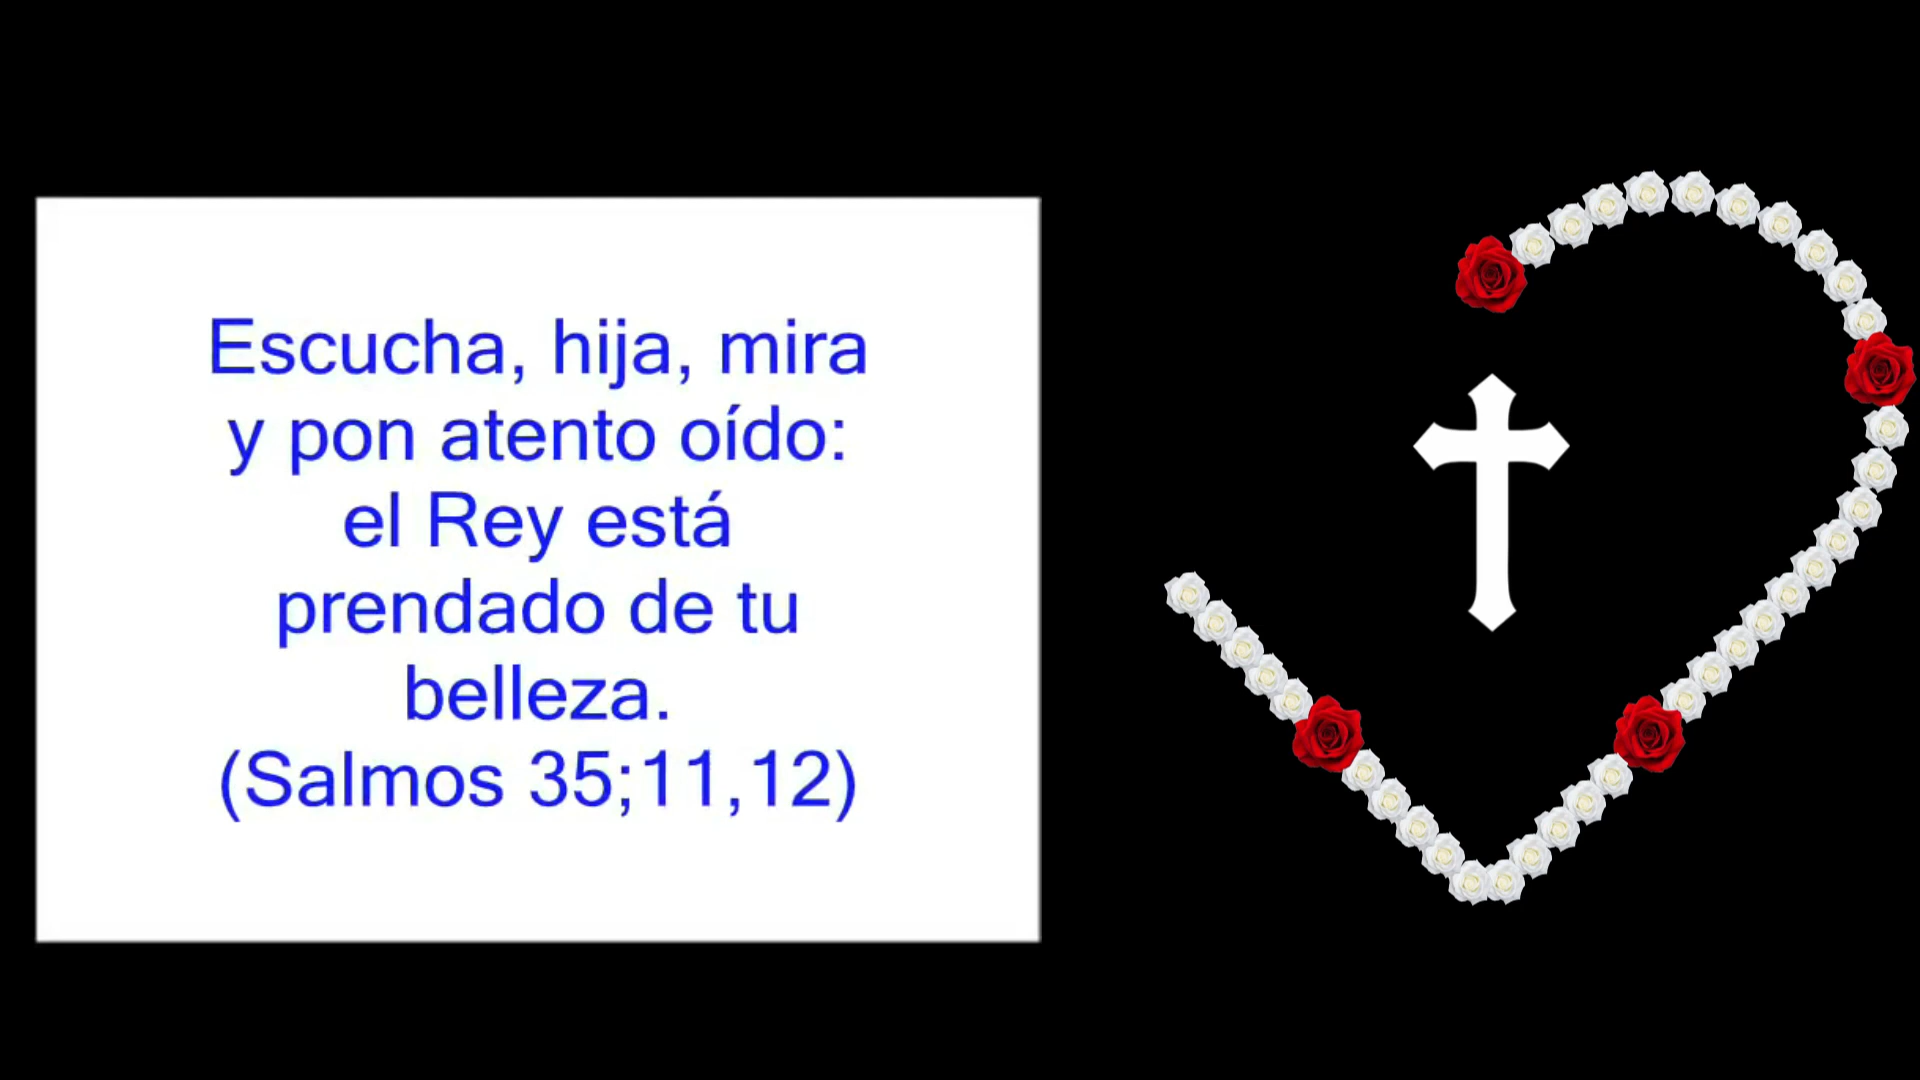 Escucha, hija, mira
y pon atento oído:
el Rey está
prendado de tu
belleza.
(Salmos 35;11,12)